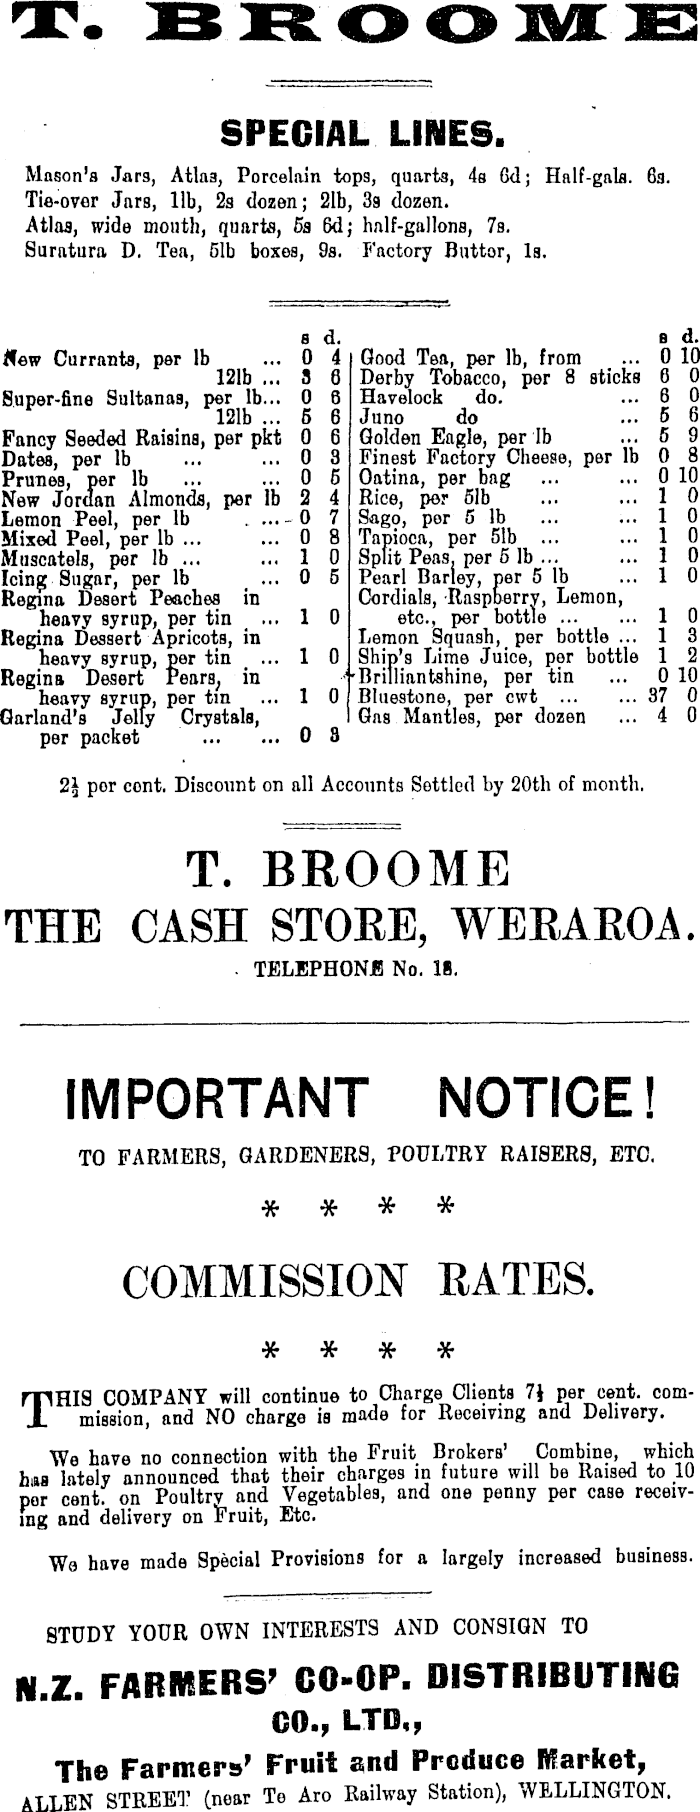 T. BROOME
SPECIAL LINES.
Mason's Jars, Atlas, Porcelain tops, quarts, 4s 6d; Half-gals. 6s.
Tie-over Jars, 1lb, 2s dozen; 2lb, 3s dozen.
Atlas, wide mouth, quarts, 5s 6d; half-gallons, 7s.
Suratura D. Tea, 5lb boxes, 9s. Factory Butter, 1s.
s d.
New Currants, per lb ... 0 4
12lb ... 3 6
Super-fine Sultanas, per lb... 0 6
12lb ... 5 6
Fancy Seeded Raisins, per pkt 0 6
Dates, per lb ... ... 0 3
Prunes, per lb ... ... 0 5
New Jordan Almonds, per lb 2 4
Lemon Peel, per lb ... 0 7
Mixed Peel, per lb ... ... 0 8
Muscatels, per lb ... ... 1 0
Icing Sugar, per lb ... 0 5
Regina Desert Peaches in
heavy syrup, per tin ... 1 0
Regina Dessert Apricots, in
heavy syrup, per tin ... 1 0
Regina Desert Pears, in
heavy syrup, per tin ... 1 0
Garland's Jelly Crystals,
per packet ... ... 0 3
s d.
Good Tea, per lb, from ... 0 10
Derby Tobacco, per 8 sticks 6 0
Havelock do. ... 6 0
Juno do ... 5 6
Golden Eagle, per lb ... 5 9
Finest Factory Cheese, per lb 0 8
Oatina, per bag ... ... 0 10
Rice, per 5lb ... ... 1 0
Sago, per 5 lb ... ... 1 0
Tapioca, per 5lb ... ... 1 0
Split Peas, per 5 lb ... ... 1 0
Pearl Barley, per 5 lb ... 1 0
Cordials, Raspberry, Lemon,
etc., per bottle ... ... 1 0
Lemon Squash, per bottle ... 1 3
Ship's Lime Juice, per bottle 1 2
Brilliantshine, per tin ... 0 10
Bluestone, per cwt ... ... 37 0
Gas Mantles, per dozen ... 4 0
2½ per cent. Discount on all Accounts Settled by 20th of month.
T. BROOME
THE CASH STORE, WERAROA.
TELEPHONE No. 18.
IMPORTANT NOTICE!
TO FARMERS, GARDENERS, POULTRY RAISERS, ETC.
* * * *
COMMISSION RATES.
* * * *
THIS COMPANY will continue to Charge Clients 7½ per cent. com-
mission, and NO charge is made for Receiving and Delivery.
We have no connection with the Fruit Brokers' Combine, which
has lately announced that their charges in future will be Raised to 10
per cent. on Poultry and Vegetables, and one penny per case receiv-
ing and delivery on Fruit, Etc.
We have made Special Provisions for a largely increased business.
STUDY YOUR OWN INTERESTS AND CONSIGN TO
N.Z. FARMERS' CO-OP. DISTRIBUTING
CO., LTD.,
The Farmers' Fruit and Produce Market,
ALLEN STREET (near Te Aro Railway Station), WELLINGTON.